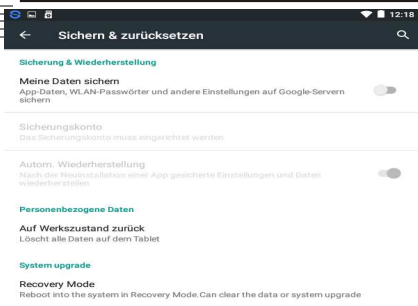 12:18
Sichern & zurücksetzen
Sicherung & Wiederherstellung
Meine Daten sichern
App-Daten, WLAN-Passwörter und andere Einstellungen auf Google-Servern
sichern
Sicherungskonto
Das Sicherungskonto muss eingerichtet werden
Autom. Wiederherstellung
Nach der Neuinstallation einer App gesicherte Einstellungen und Daten
wiederherstellen
Personenbezogene Daten
Auf Werkszustand zurück
Löscht alle Daten auf dem Tablet
System upgrade
Recovery Mode
Reboot into the system in Recovery Mode.Can clear the data or system upgrade